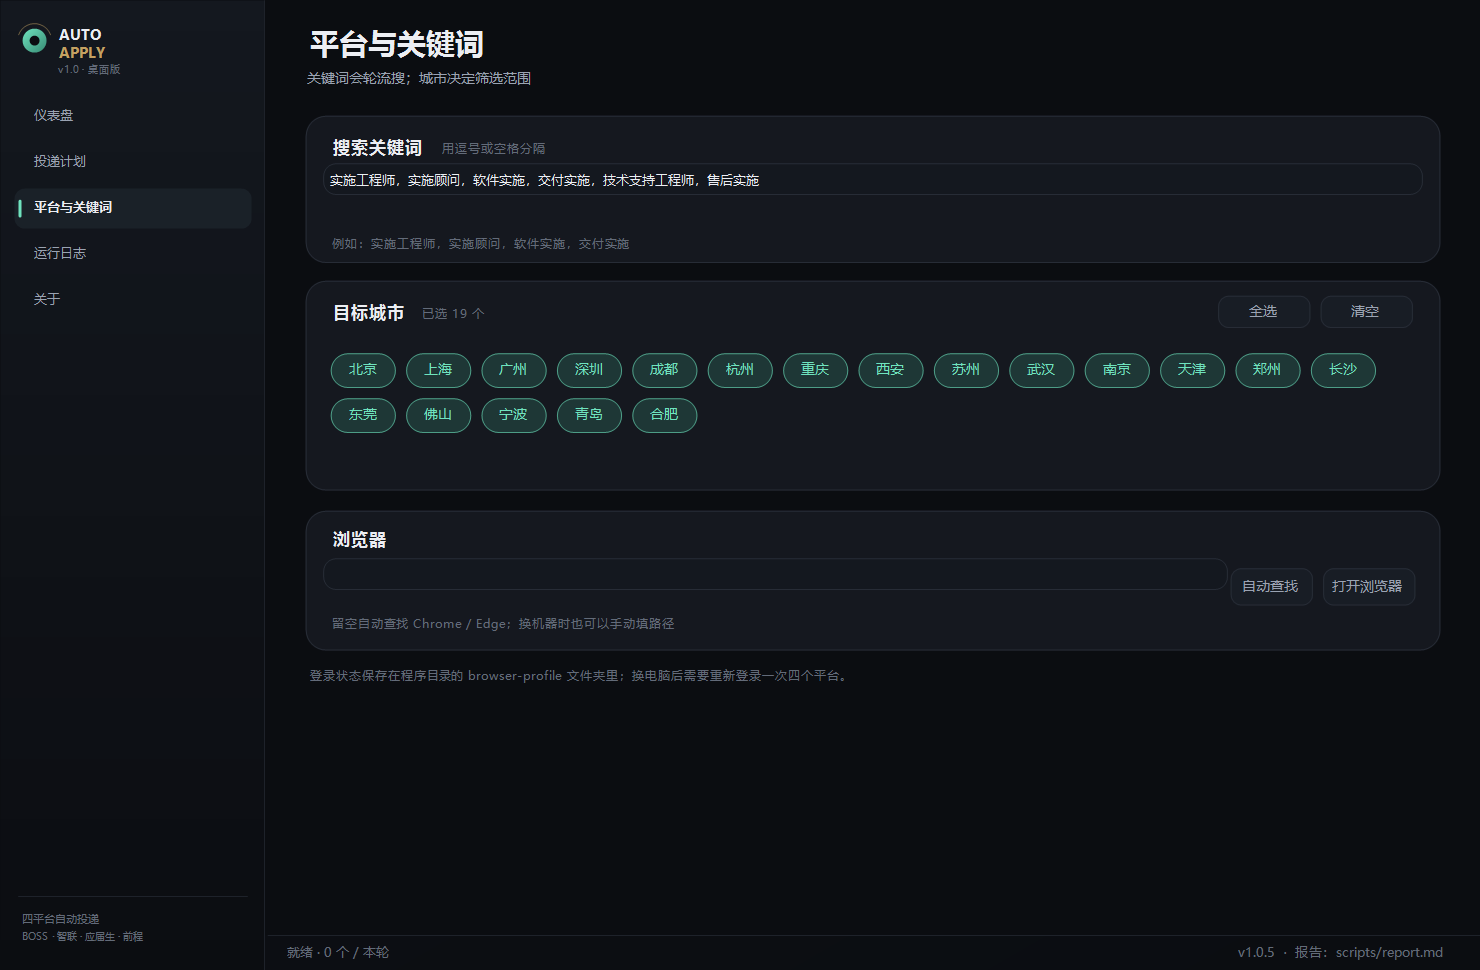 AUTO
APPLY
v1.0 · 桌面版
仪表盘
投递计划
平台与关键词
运行日志
关于
四平台自动投递
BOSS · 智联 · 应届生 · 前程
平台与关键词
关键词会轮流搜；城市决定筛选范围
搜索关键词 用逗号或空格分隔
实施工程师，实施顾问，软件实施，交付实施，技术支持工程师，售后实施
例如：实施工程师，实施顾问，软件实施，交付实施
目标城市 已选 19 个 全选 清空
北京 上海 广州 深圳 成都 杭州 重庆 西安 苏州 武汉 南京 天津 郑州 长沙
东莞 佛山 宁波 青岛 合肥
浏览器
自动查找 打开浏览器
留空自动查找 Chrome / Edge；换机器时也可以手动填路径
登录状态保存在程序目录的 browser-profile 文件夹里；换电脑后需要重新登录一次四个平台。
就绪 · 0 个 / 本轮 v1.0.5 · 报告：scripts/report.md